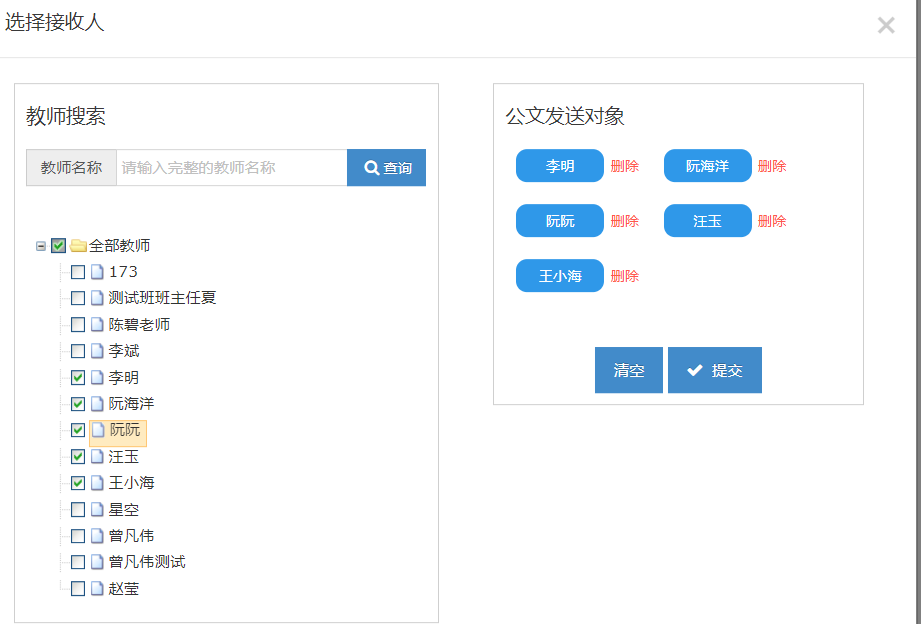 选择接收人
教师搜索
教师名称 请输入完整的教师名称 查询
全部教师
173
测试班班主任夏
陈碧老师
李斌
李明
阮海洋
阮阮
汪玉
王小海
星空
曾凡伟
曾凡伟测试
赵莹
公文发送对象
李明 删除 阮海洋 删除
阮阮 删除 汪玉 删除
王小海 删除
清空 提交